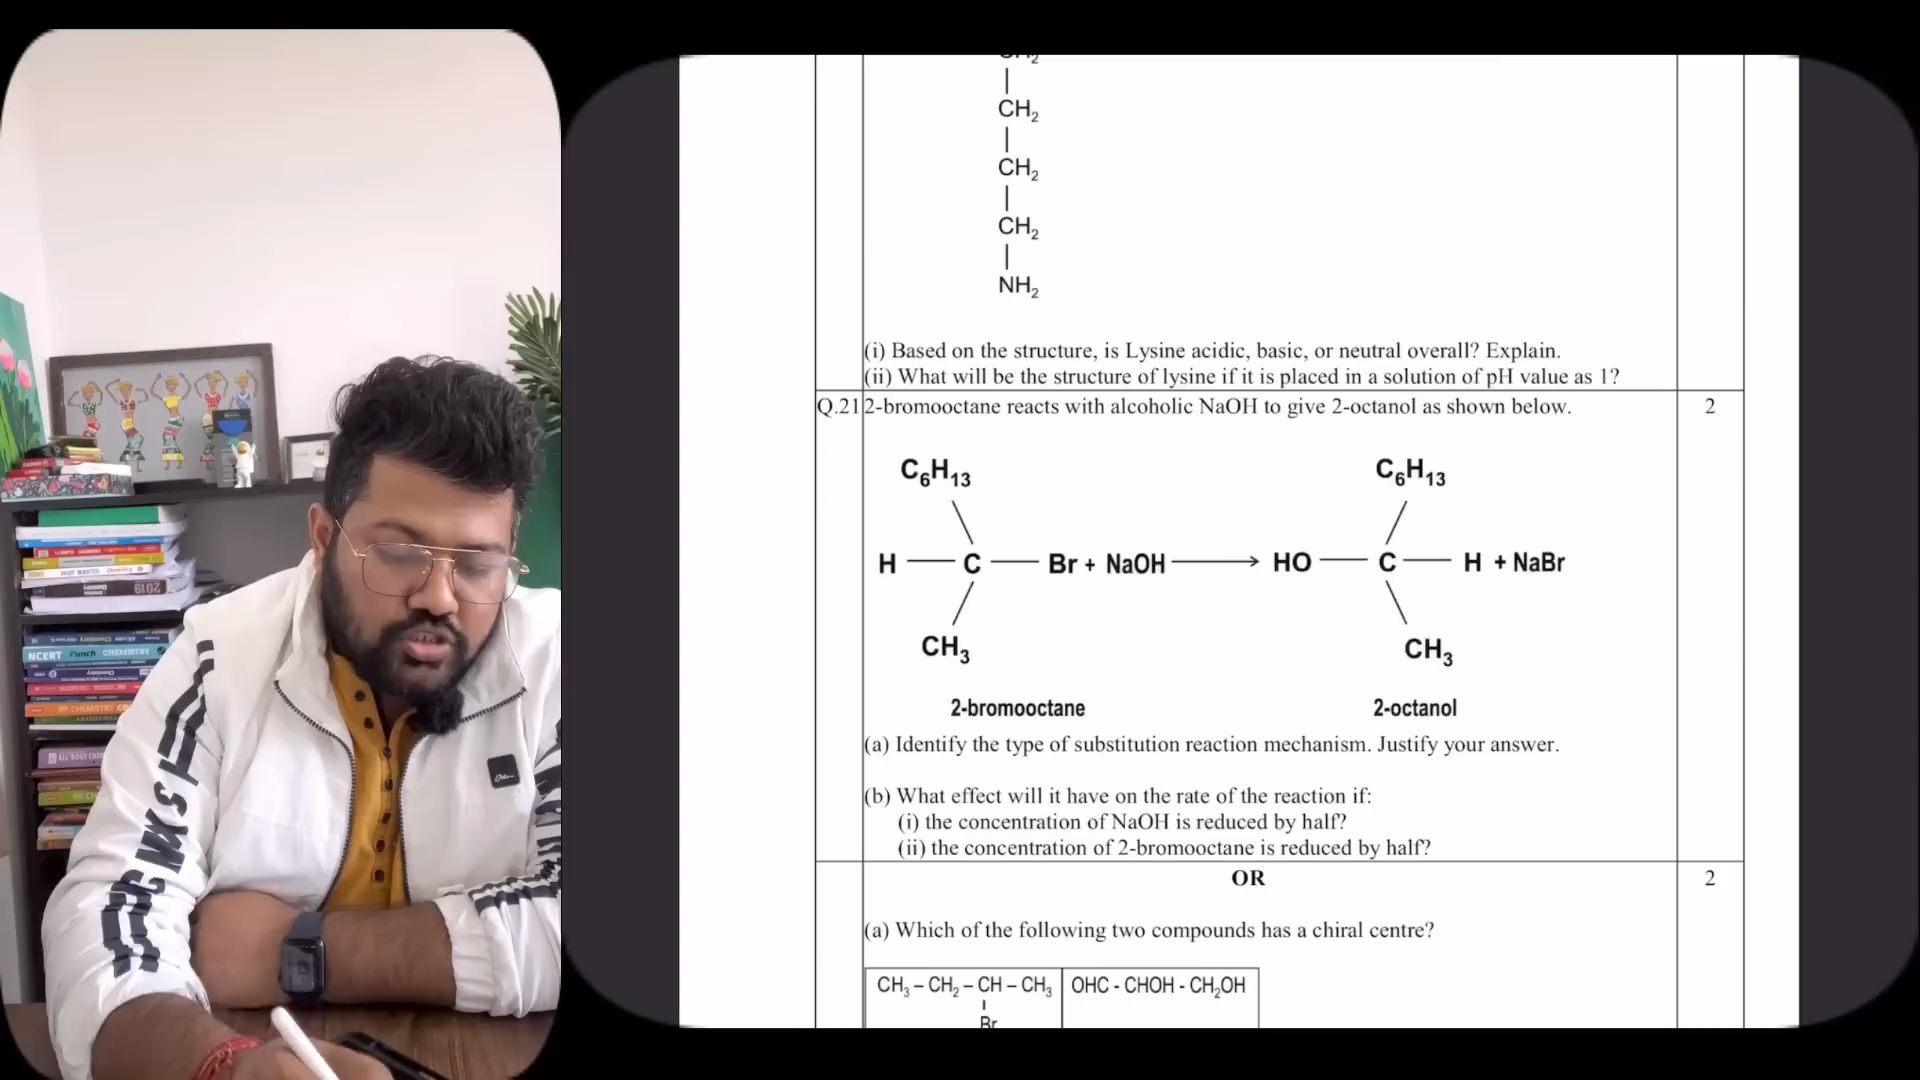 CH₂
CH₂
CH₂
NH₂
(i) Based on the structure, is Lysine acidic, basic, or neutral overall? Explain.
(ii) What will be the structure of lysine if it is placed in a solution of pH value as 1?
Q.21 2-bromooctane reacts with alcoholic NaOH to give 2-octanol as shown below. 2
C₆H₁₃ C₆H₁₃
H — C — Br + NaOH ⟶ HO — C — H + NaBr
CH₃ CH₃
2-bromooctane 2-octanol
(a) Identify the type of substitution reaction mechanism. Justify your answer.
(b) What effect will it have on the rate of the reaction if:
(i) the concentration of NaOH is reduced by half?
(ii) the concentration of 2-bromooctane is reduced by half?
OR 2
(a) Which of the following two compounds has a chiral centre?
CH₃ – CH₂ – CH – CH₃ OHC - CHOH - CH₂OH
Br
NCERT Punch CHEMISTRY
CHEMISTRY
2019